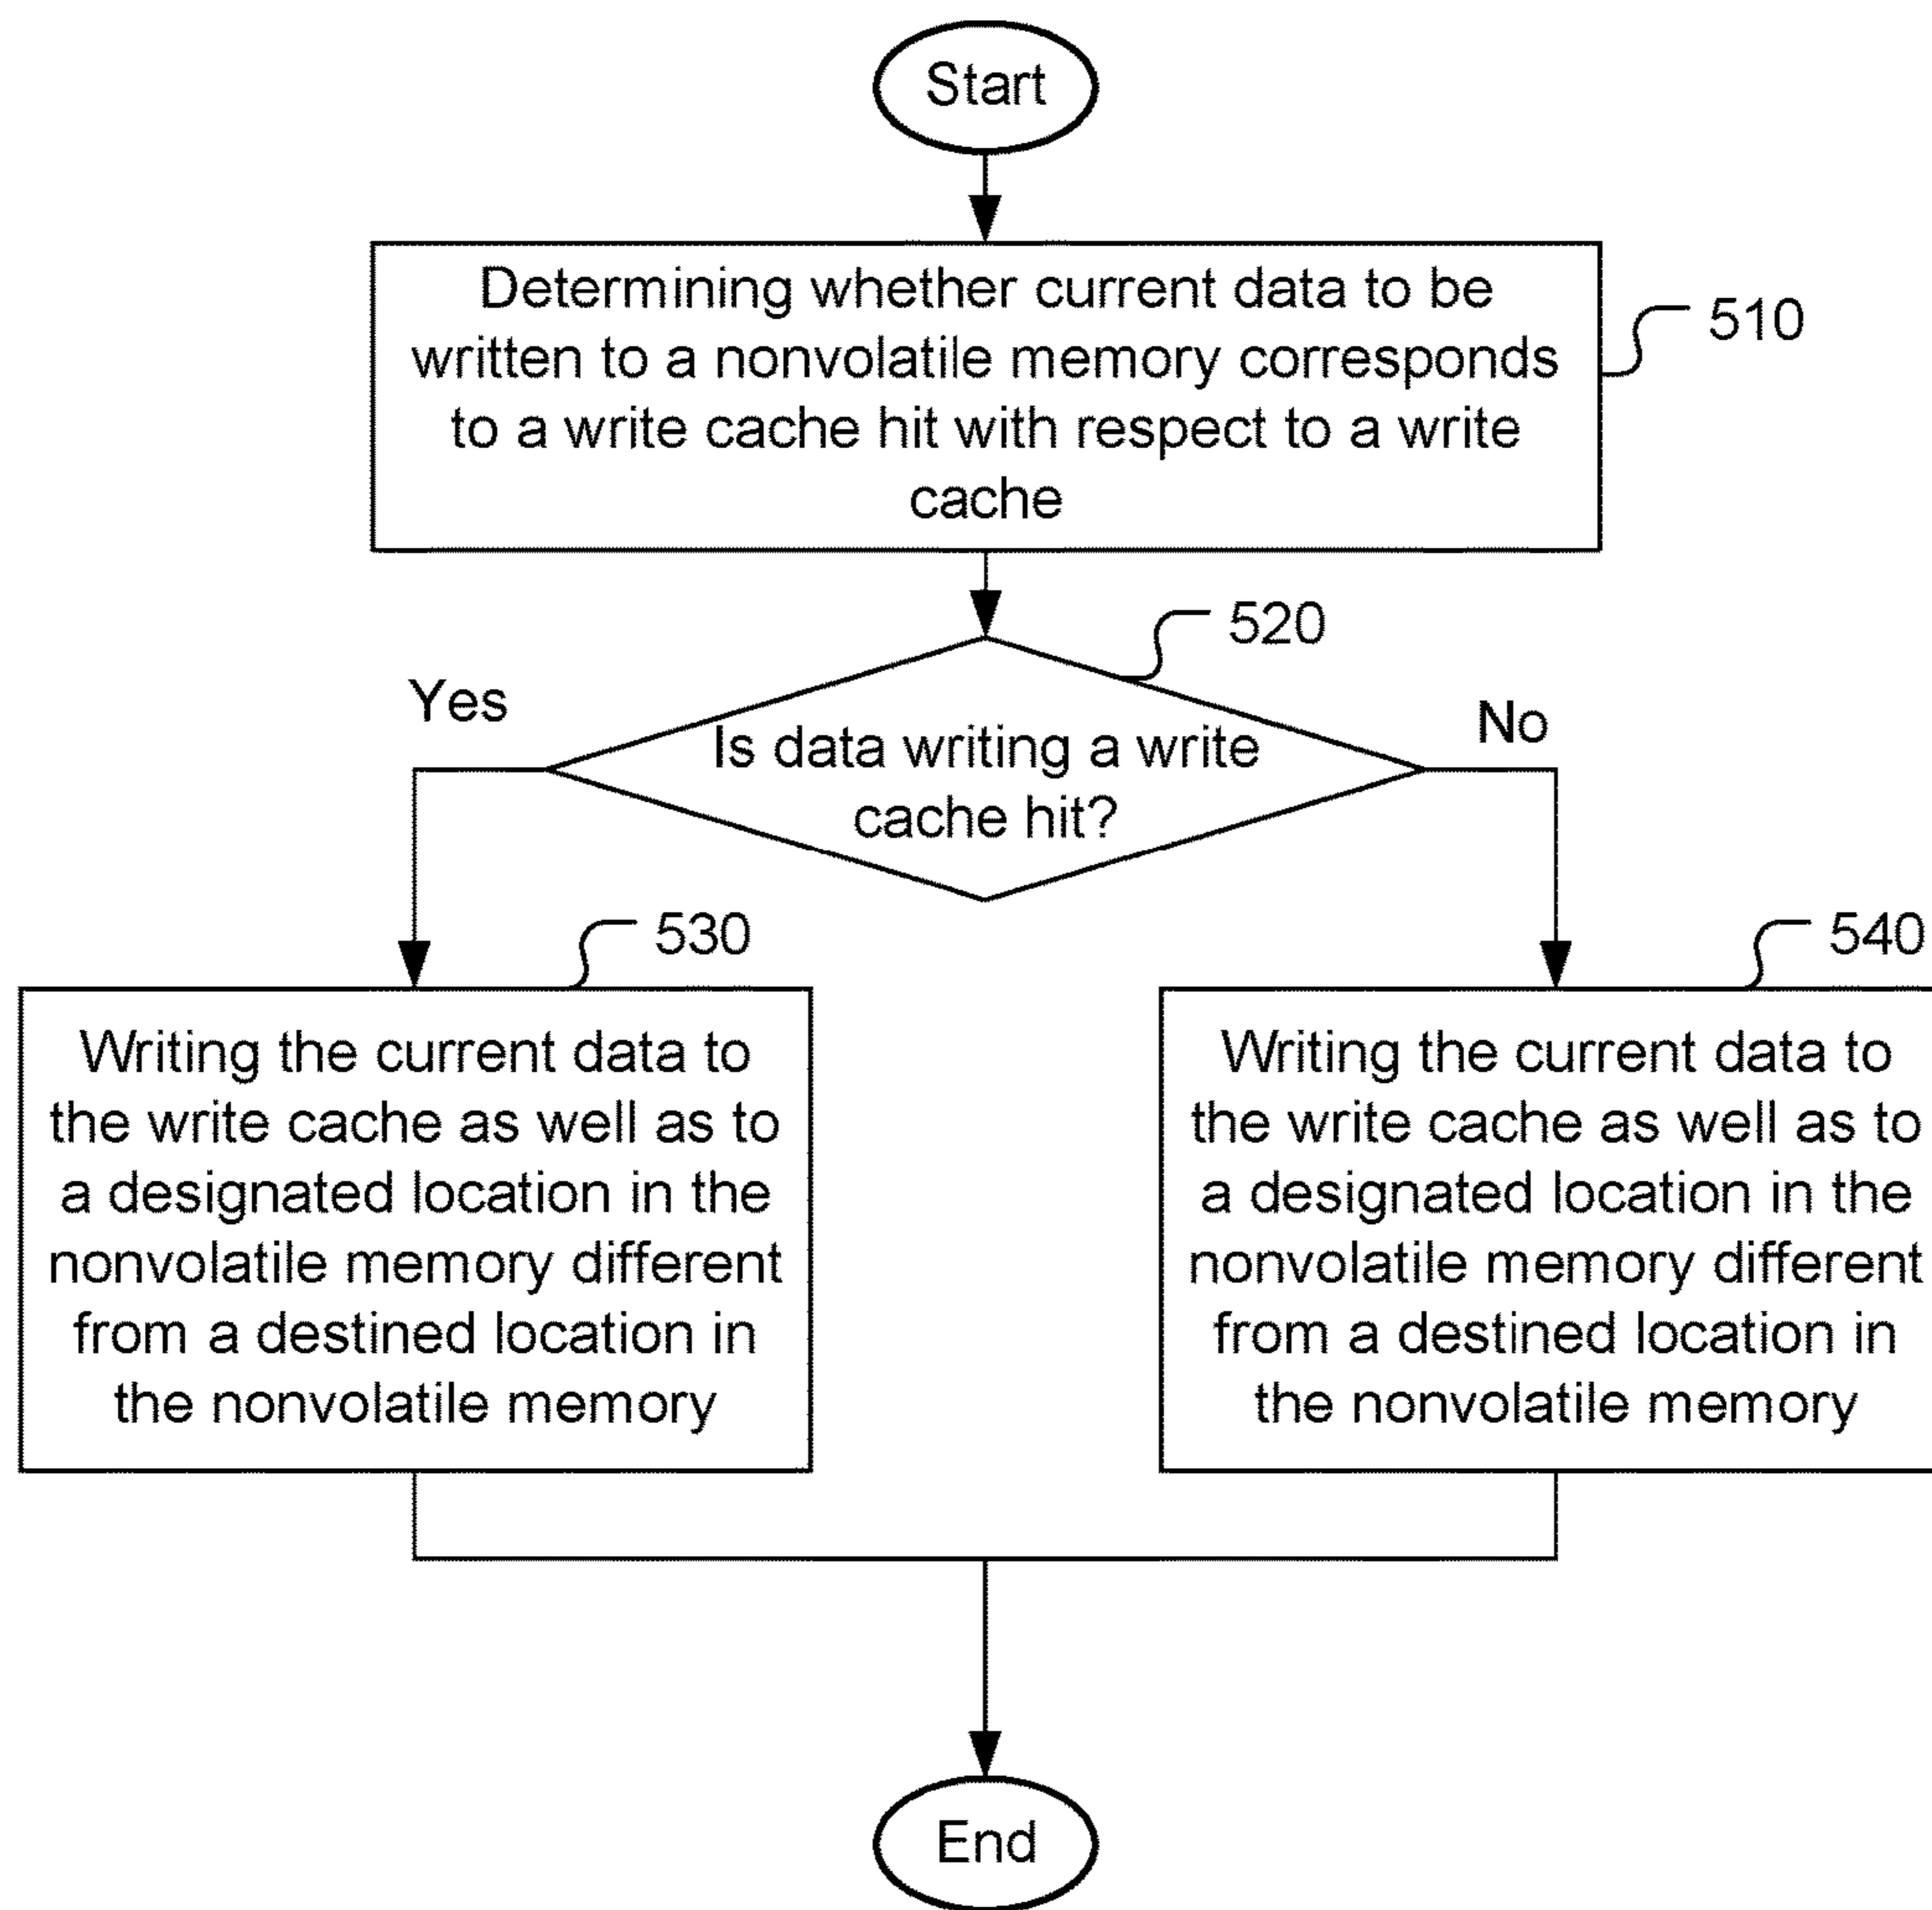 Start
Determining whether current data to be
written to a nonvolatile memory corresponds
to a write cache hit with respect to a write
cache
510
520
Yes
No
Is data writing a write
cache hit?
530
540
Writing the current data to
the write cache as well as to
a designated location in the
nonvolatile memory different
from a destined location in
the nonvolatile memory
Writing the current data to
the write cache as well as to
a designated location in the
nonvolatile memory different
from a destined location in
the nonvolatile memory
End